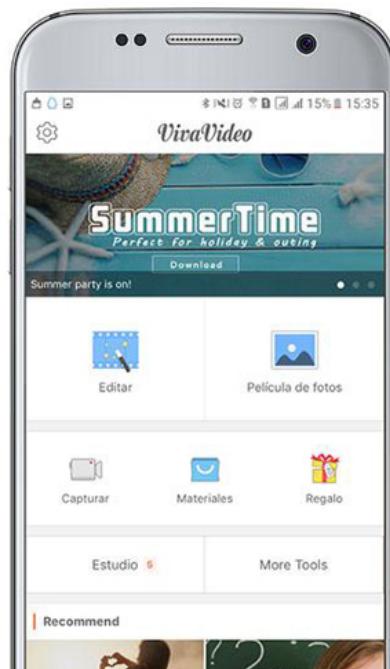 15% 15:35
VivaVideo
SummerTime
Perfect for holiday & outing
Download
Summer party is on!
Editar
Película de fotos
Capturar
Materiales
Regalo
Estudio 5
More Tools
Recommend